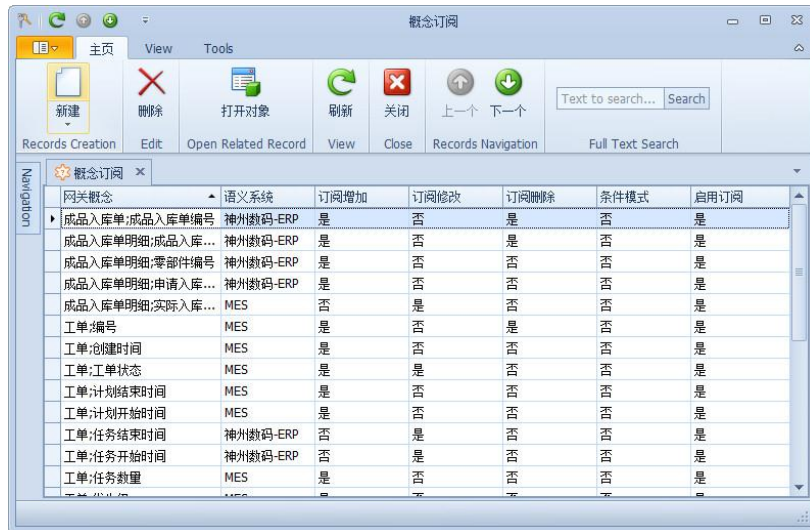 概念订阅
主页 View Tools
新建 删除 打开对象 刷新 关闭 上一个 下一个 Text to search... Search
Records Creation Edit Open Related Record View Close Records Navigation Full Text Search
Navigation
概念订阅
网关概念 语义系统 订阅增加 订阅修改 订阅删除 条件模式 启用订阅
成品入库单;成品入库单编号 神州数码-ERP 是 否 是 否 是
成品入库单明细;成品入库... 神州数码-ERP 是 否 是 否 是
成品入库单明细;零部件编号 神州数码-ERP 是 否 否 否 是
成品入库单明细;申请入库... 神州数码-ERP 是 否 否 否 是
成品入库单明细;实际入库... MES 否 是 否 否 是
工单;编号 MES 是 否 是 否 是
工单;创建时间 MES 是 否 否 否 是
工单;工单状态 MES 是 是 否 否 是
工单;计划结束时间 MES 是 否 否 否 是
工单;计划开始时间 MES 是 否 否 否 是
工单;任务结束时间 神州数码-ERP 否 是 否 否 是
工单;任务开始时间 神州数码-ERP 否 是 否 否 是
工单;任务数量 MES 是 否 否 否 是